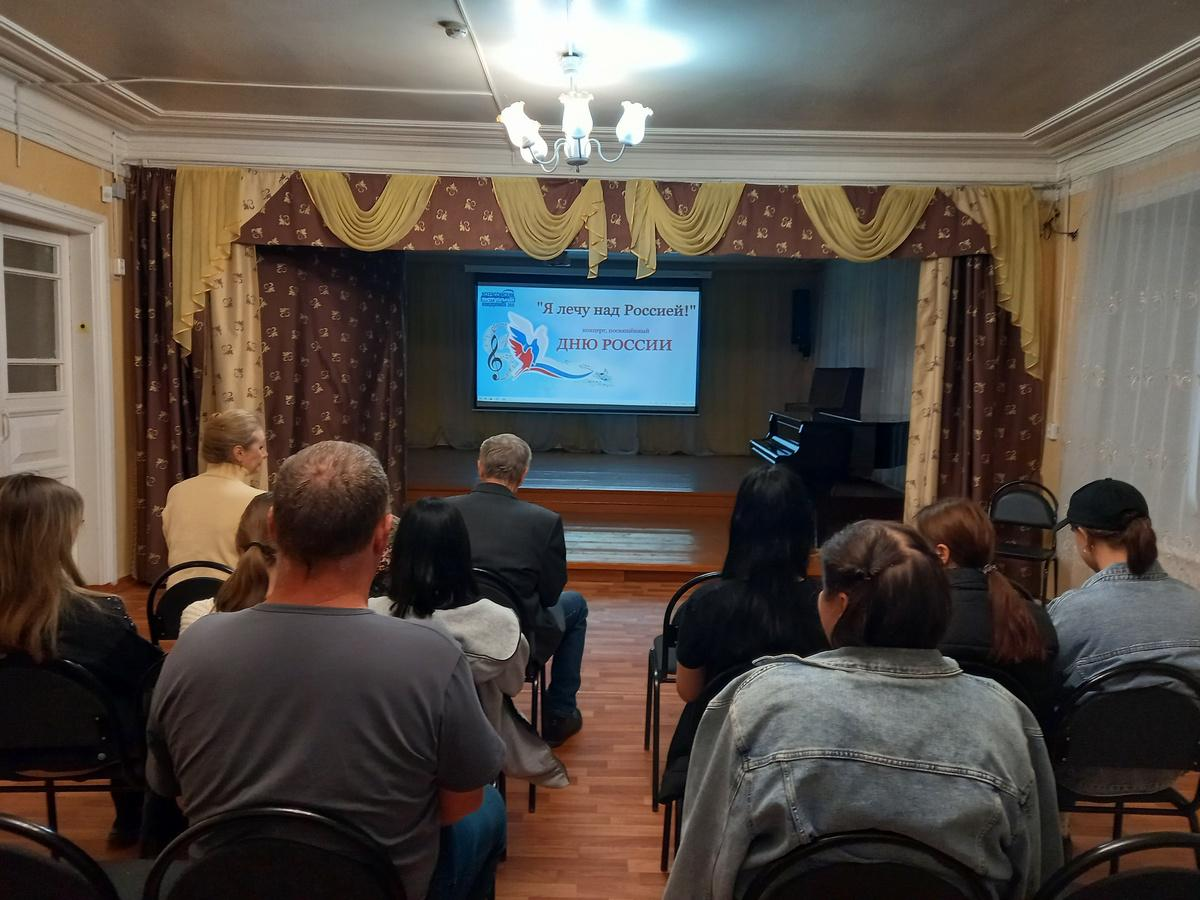 "Я лечу над Россией!"
концерт, посвящённый
ДНЮ РОССИИ